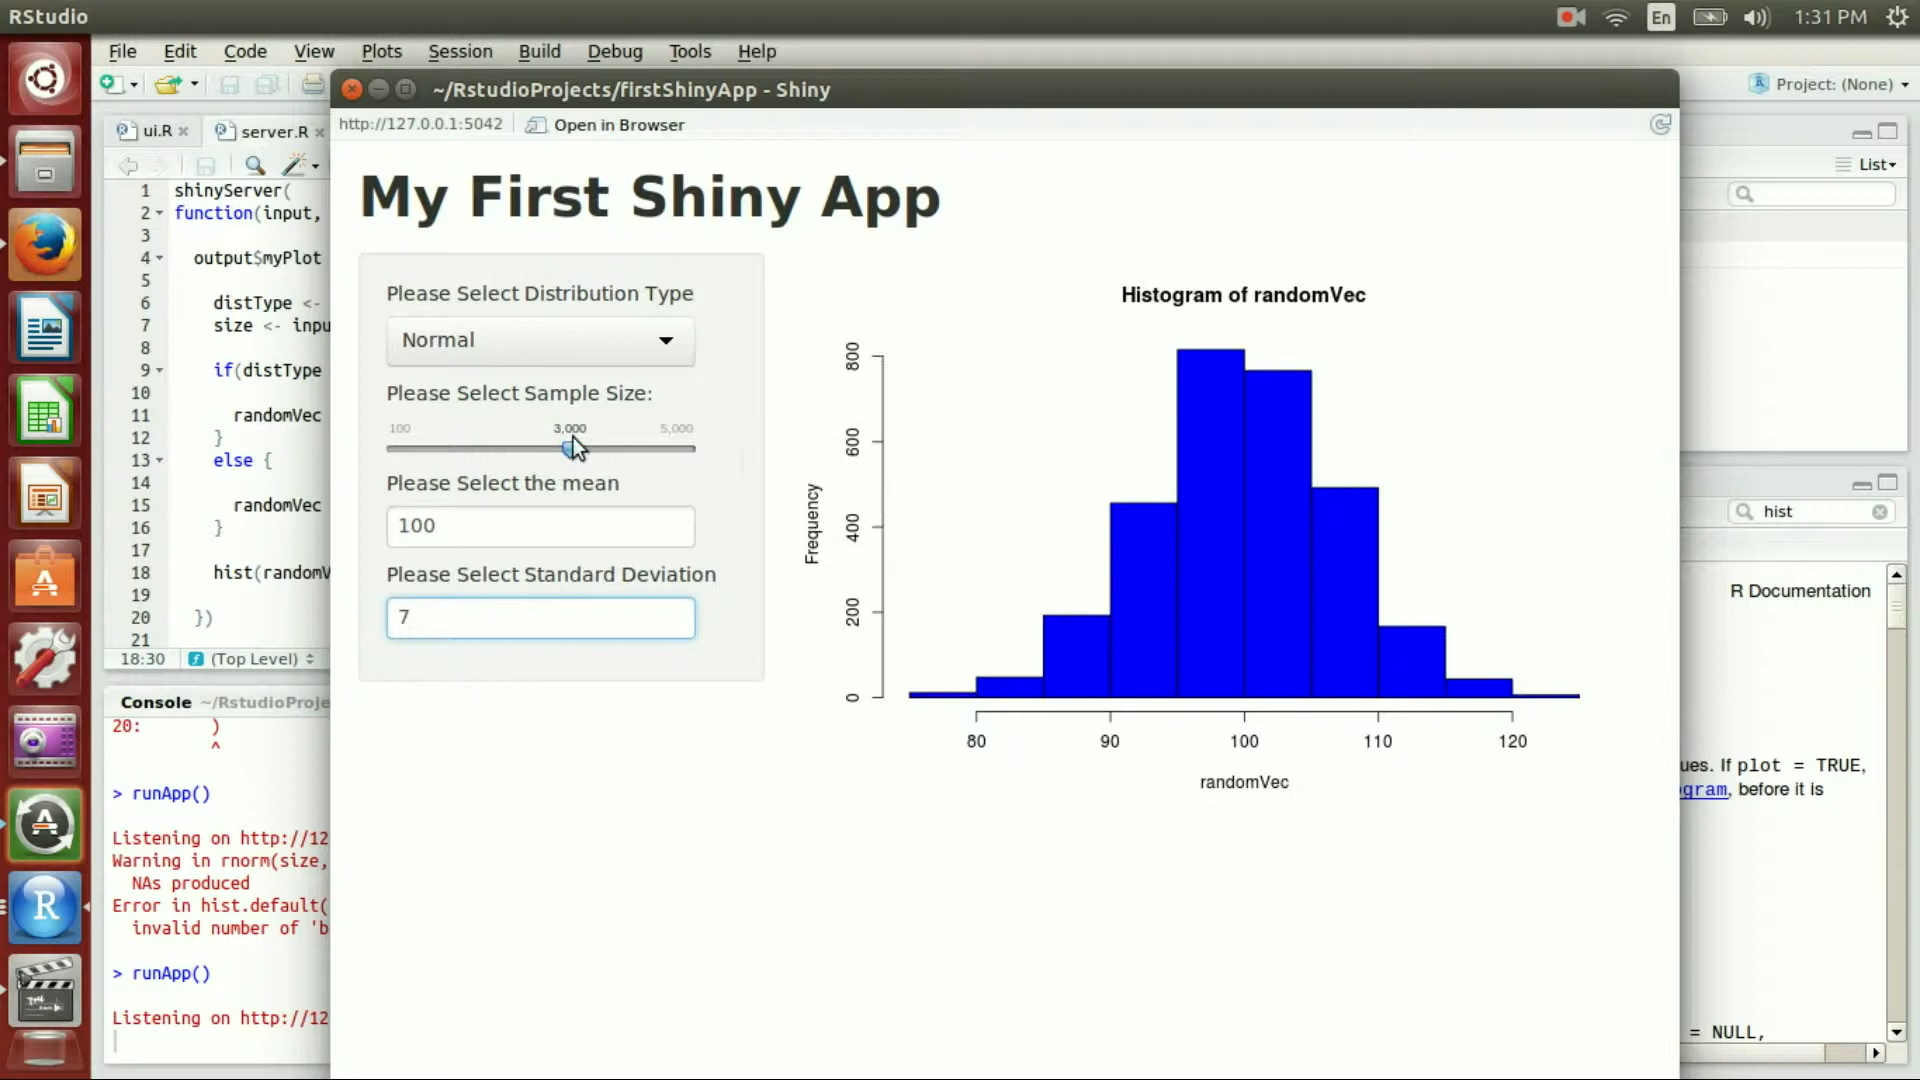 RStudio
En
1:31 PM
File Edit Code View Plots Session Build Debug Tools Help
Project: (None)
~/RstudioProjects/firstShinyApp - Shiny
http://127.0.0.1:5042 Open in Browser
ui.R server.R
List
1 shinyServer(
2 function(input,
3
4 output$myPlot
5
6 distType <-
7 size <- inpu
8
9 if(distType
10
11 randomVec
12 }
13 else {
14
15 randomVec
16 }
17
18 hist(randomV
19
20 })
21
18:30 (Top Level)
Console ~/RstudioProje
20: )
^
> runApp()
Listening on http://12
Warning in rnorm(size,
NAs produced
Error in hist.default(
invalid number of 'b
> runApp()
Listening on http://12
My First Shiny App
Please Select Distribution Type
Normal
Please Select Sample Size:
100 3,000 5,000
Please Select the mean
100
Please Select Standard Deviation
7
Histogram of randomVec
Frequency
800
600
400
200
0
80 90 100 110 120
randomVec
hist
R Documentation
ues. If plot = TRUE,
gram, before it is
= NULL,
R